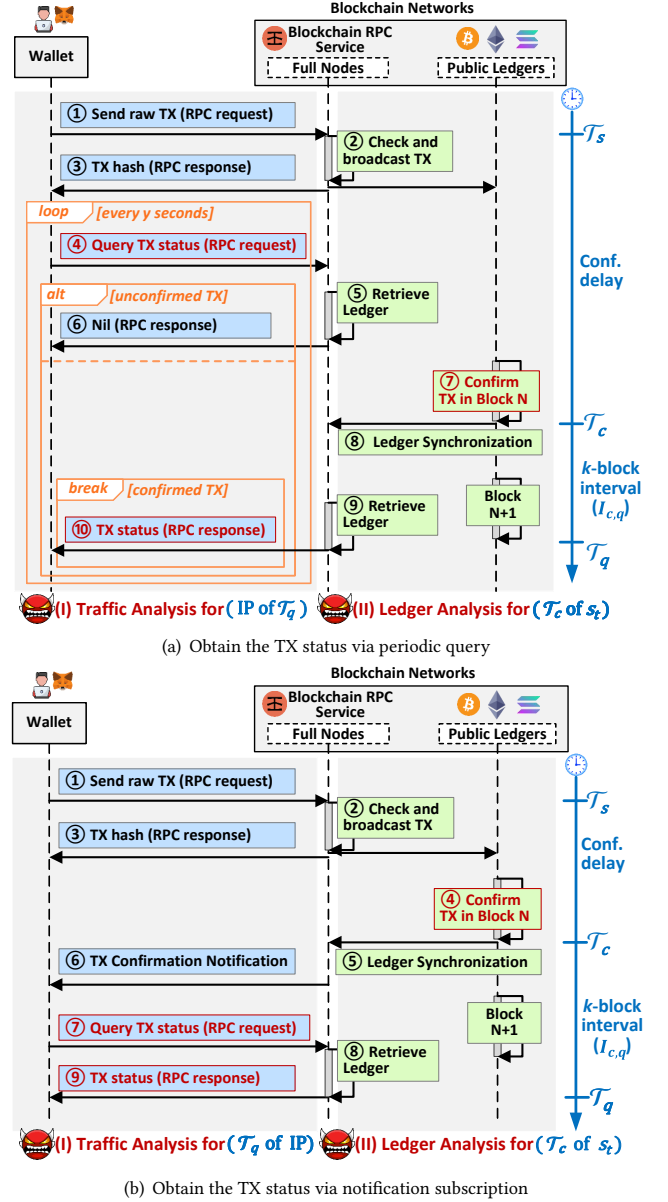 Blockchain Networks
Wallet
Blockchain RPC
Service
Full Nodes
Public Ledgers
① Send raw TX (RPC request)
𝒯s
② Check and
broadcast TX
③ TX hash (RPC response)
loop [every y seconds]
④ Query TX status (RPC request)
Conf.
delay
alt [unconfirmed TX]
⑤ Retrieve
Ledger
⑥ Nil (RPC response)
⑦ Confirm
TX in Block N
𝒯c
⑧ Ledger Synchronization
k-block
interval
(I c,q)
break [confirmed TX]
⑨ Retrieve
Ledger
Block
N+1
⑩ TX status (RPC response)
𝒯q
(I) Traffic Analysis for (IP of 𝒯q)
(II) Ledger Analysis for (𝒯c of st)
(a) Obtain the TX status via periodic query
Blockchain Networks
Wallet
Blockchain RPC
Service
Full Nodes
Public Ledgers
① Send raw TX (RPC request)
𝒯s
② Check and
broadcast TX
③ TX hash (RPC response)
Conf.
delay
④ Confirm
TX in Block N
𝒯c
⑤ Ledger Synchronization
⑥ TX Confirmation Notification
Block
N+1
k-block
interval
(I c,q)
⑦ Query TX status (RPC request)
⑧ Retrieve
Ledger
⑨ TX status (RPC response)
𝒯q
(I) Traffic Analysis for (𝒯q of IP)
(II) Ledger Analysis for (𝒯c of st)
(b) Obtain the TX status via notification subscription